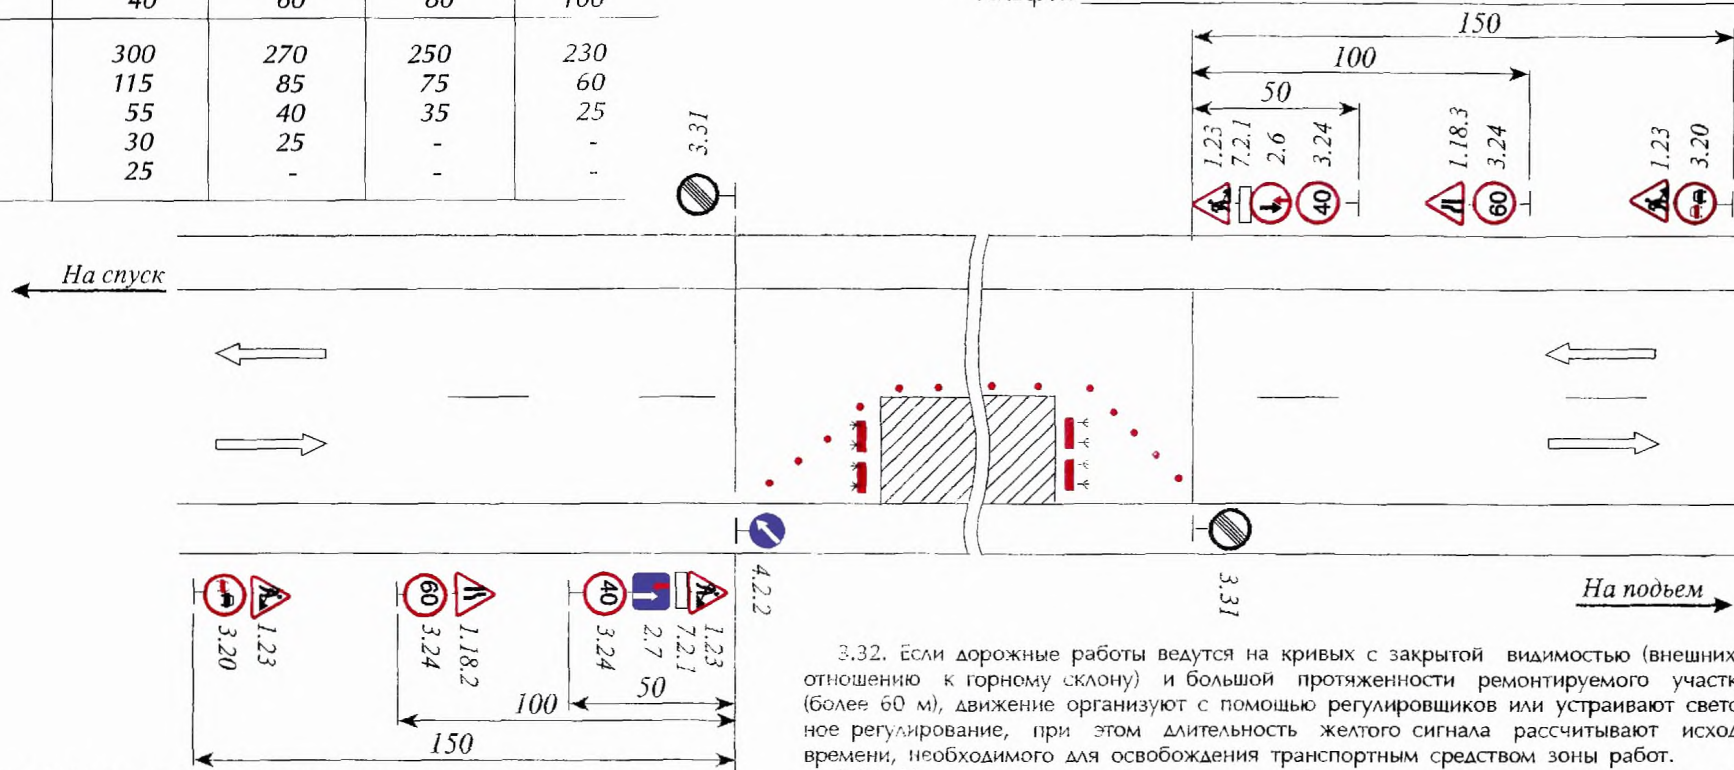 40 60 80 100
300 270 250 230
115 85 75 60
55 40 35 25
30 25 - -
25 - - -
3.31
150
100
50
1.23
7.2.1
2.6
3.24
1.18.3
3.24
1.23
3.20
40
60
На спуск
4.2.2
3.31
На подьем
60
40
3.20
1.23
3.24
1.18.2
3.24
2.7
7.2.1
1.23
50
100
150
3.32. Если дорожные работы ведутся на кривых с закрытой видимостью (внешних
отношению к горному склону) и большой протяженности ремонтируемого участк
(более 60 м), движение организуют с помощью регулировщиков или устраивают свето
ное регулирование, при этом длительность желтого сигнала рассчитывают исход
времени, необходимого для освобождения транспортным средством зоны работ.